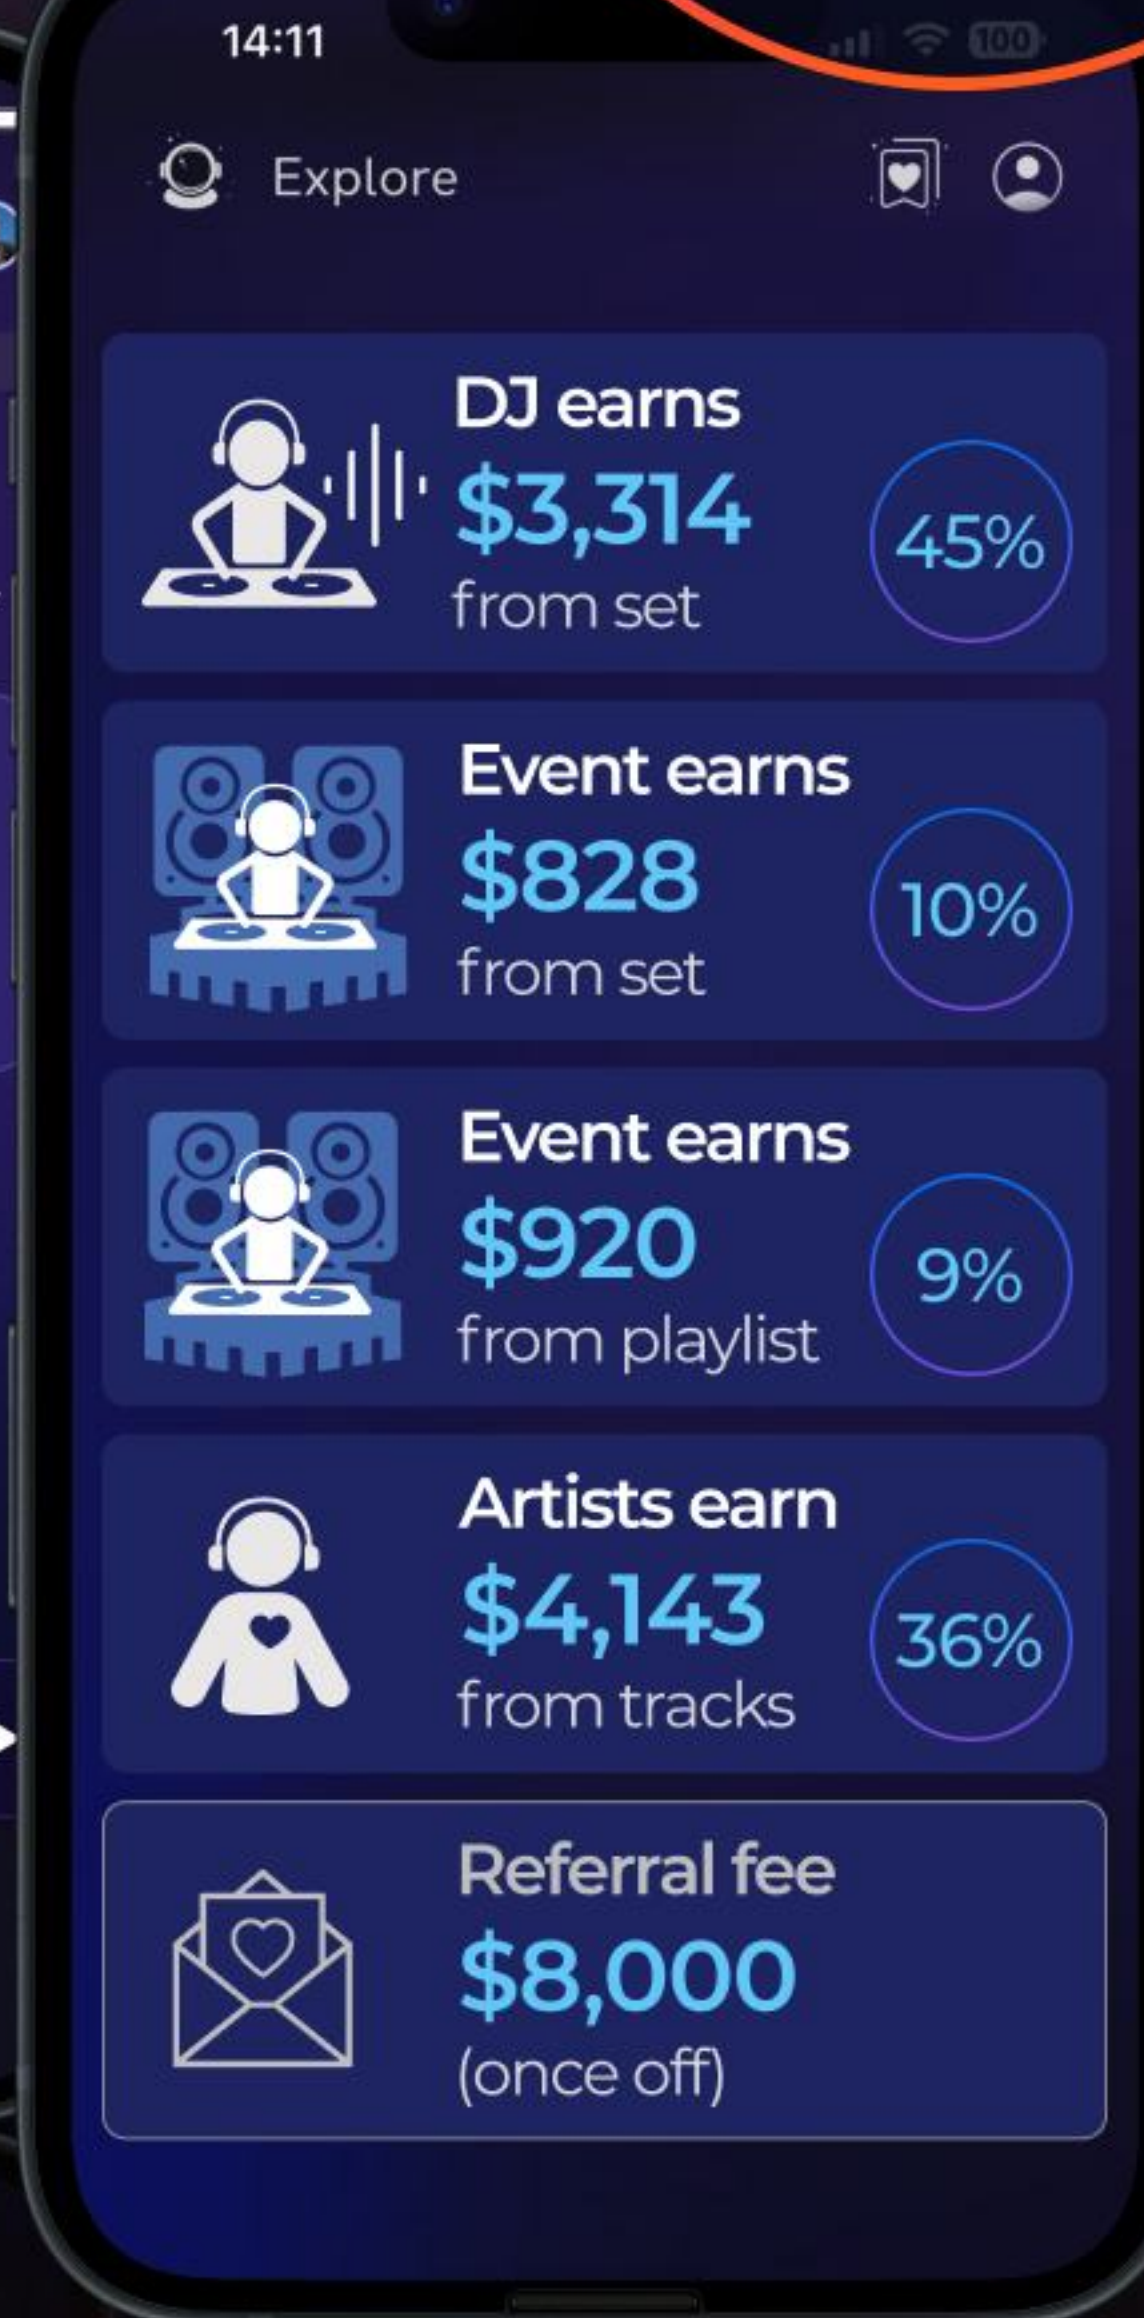 14:11
100
Explore
DJ earns
$3,314
from set
45%
Event earns
$828
from set
10%
Event earns
$920
from playlist
9%
Artists earn
$4,143
from tracks
36%
Referral fee
$8,000
(once off)